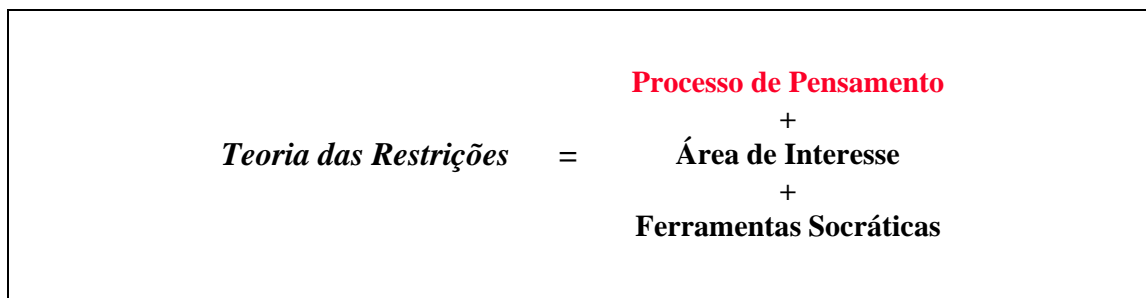 Processo de Pensamento
+
Teoria das Restrições = Área de Interesse
+
Ferramentas Socráticas